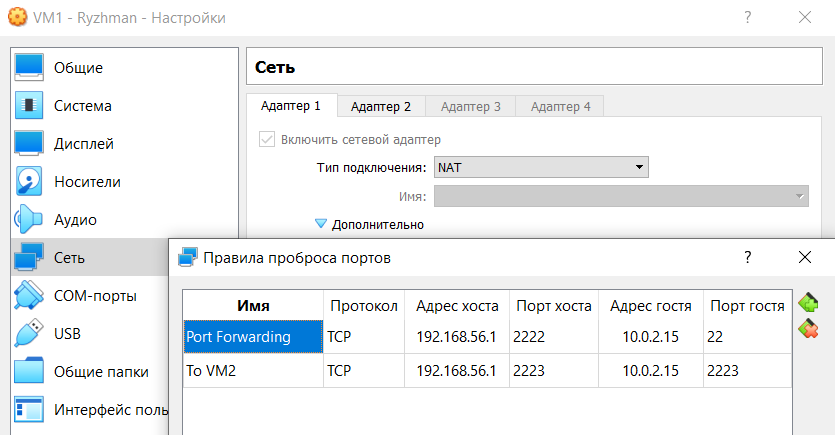 VM1 - Ryzhman - Настройки
?
Общие
Система
Дисплей
Носители
Аудио
Сеть
COM-порты
USB
Общие папки
Интерфейс поль
Сеть
Адаптер 1 Адаптер 2 Адаптер 3 Адаптер 4
Включить сетевой адаптер
Тип подключения: NAT
Имя:
Дополнительно
Правила проброса портов
?
Имя Протокол Адрес хоста Порт хоста Адрес гостя Порт гостя
Port Forwarding TCP 192.168.56.1 2222 10.0.2.15 22
To VM2 TCP 192.168.56.1 2223 10.0.2.15 2223